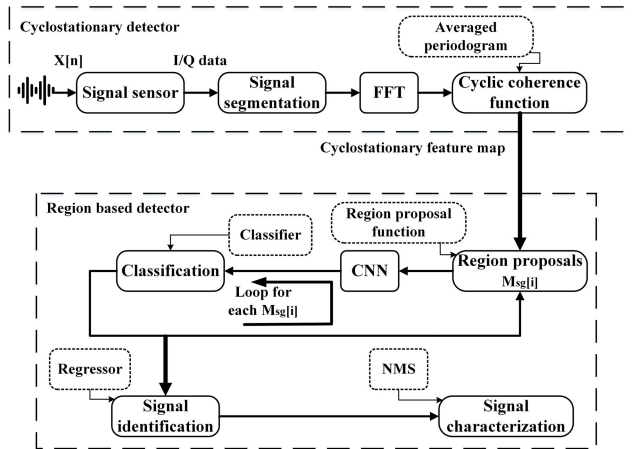 Cyclostationary detector
Averaged
periodogram
X[n]
I/Q data
Signal sensor
Signal
segmentation
FFT
Cyclic coherence
function
Cyclostationary feature map
Region based detector
Region proposal
function
Classifier
Classification
CNN
Region proposals
Msg[i]
Loop for
each Msg[i]
Regressor
NMS
Signal
identification
Signal
characterization